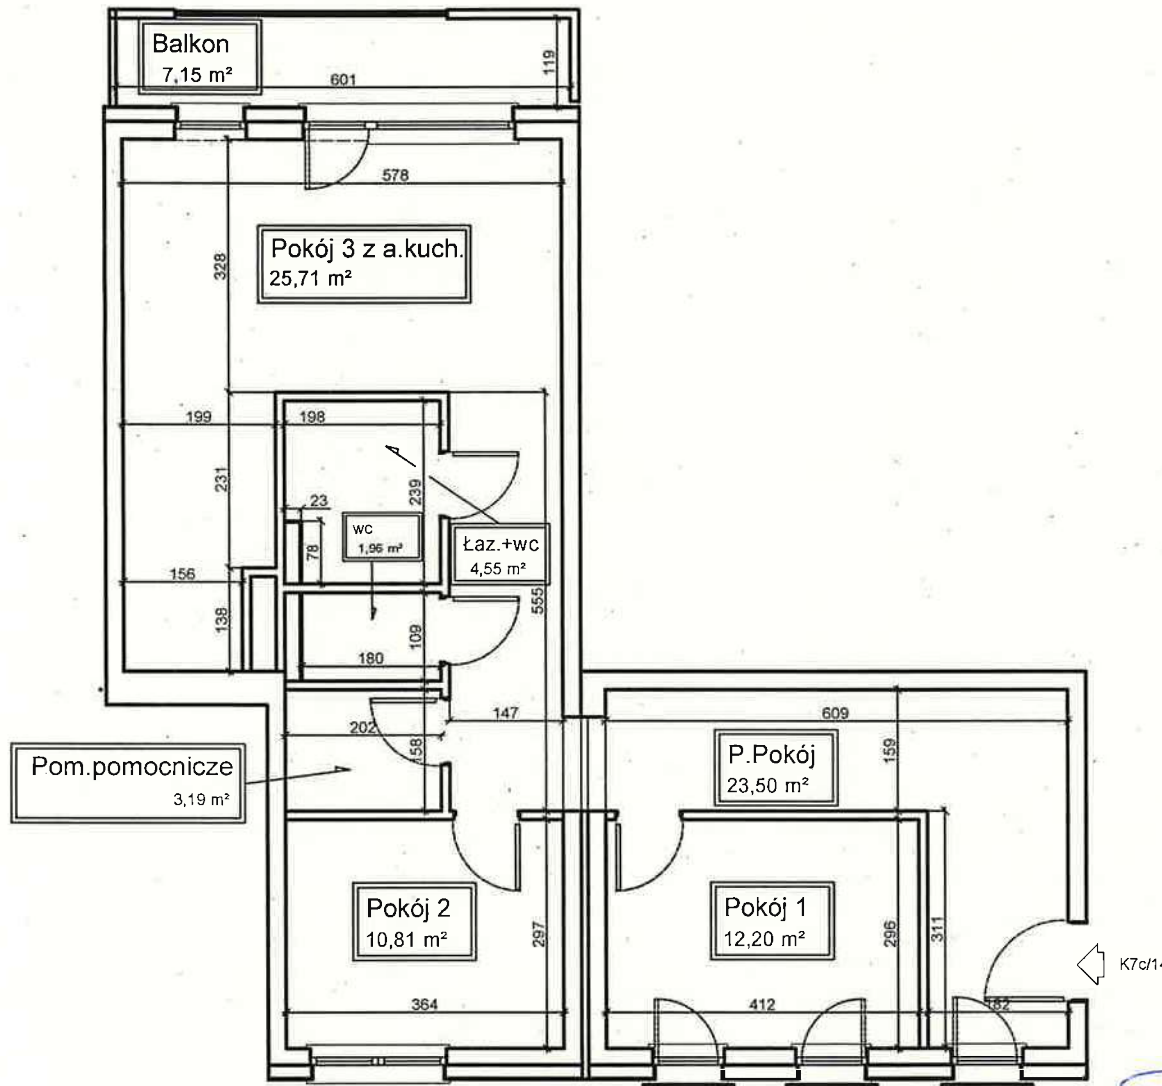 Balkon
7,15 m²
601
119
578
Pokój 3 z a.kuch.
25,71 m²
328
199
198
231
239
23
wc
1,96 m²
78
Łaz.+wc
4,55 m²
156
138
555
109
180
147
609
202
158
159
P.Pokój
23,50 m²
Pom.pomocnicze
3,19 m²
Pokój 2
10,81 m²
297
Pokój 1
12,20 m²
296
311
K7c/14
364
412
182